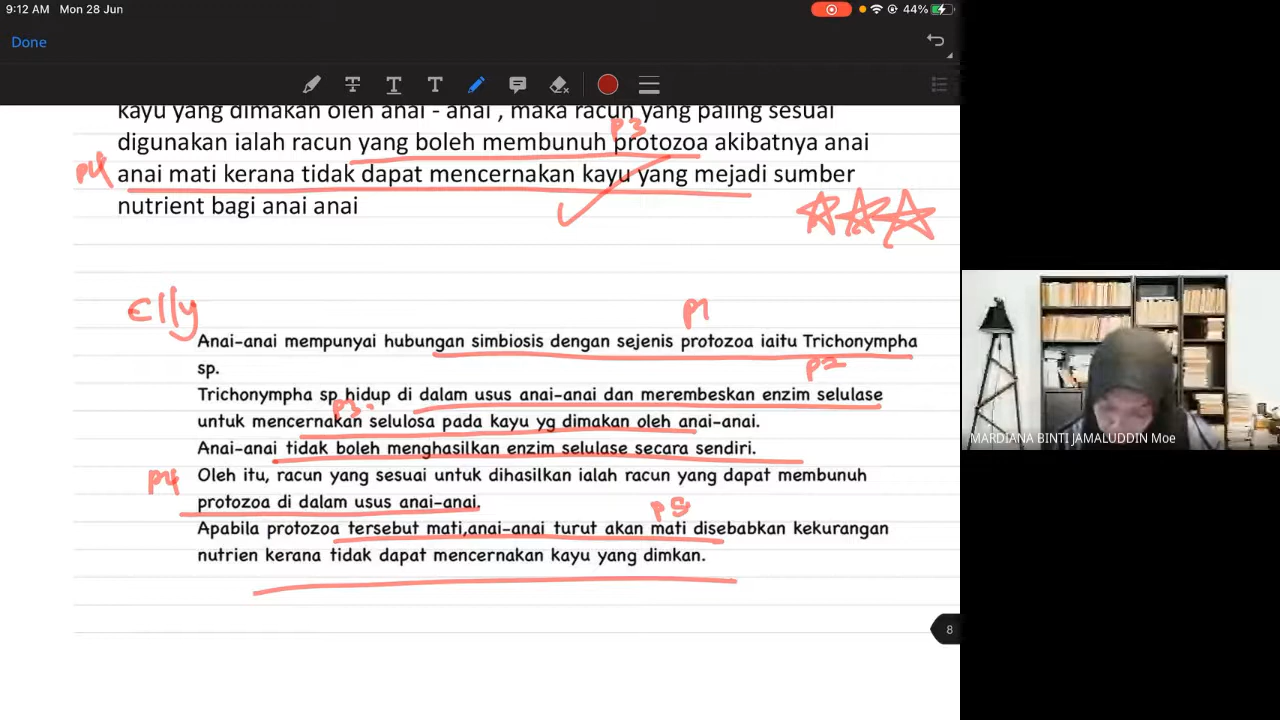 9:12 AM Mon 28 Jun
44%
Done
kayu yang dimakan oleh anai - anai , maka racun yang paling sesuai
p3
digunakan ialah racun yang boleh membunuh protozoa akibatnya anai
p4
anai mati kerana tidak dapat mencernakan kayu yang mejadi sumber
nutrient bagi anai anai
Elly
p1
Anai-anai mempunyai hubungan simbiosis dengan sejenis protozoa iaitu Trichonympha
sp.
p2
Trichonympha sp hidup di dalam usus anai-anai dan merembeskan enzim selulase
p3.
untuk mencernakan selulosa pada kayu yg dimakan oleh anai-anai.
Anai-anai tidak boleh menghasilkan enzim selulase secara sendiri.
p4
Oleh itu, racun yang sesuai untuk dihasilkan ialah racun yang dapat membunuh
protozoa di dalam usus anai-anai.
p5
Apabila protozoa tersebut mati,anai-anai turut akan mati disebabkan kekurangan
nutrien kerana tidak dapat mencernakan kayu yang dimkan.
8
MARDIANA BINTI JAMALUDDIN Moe